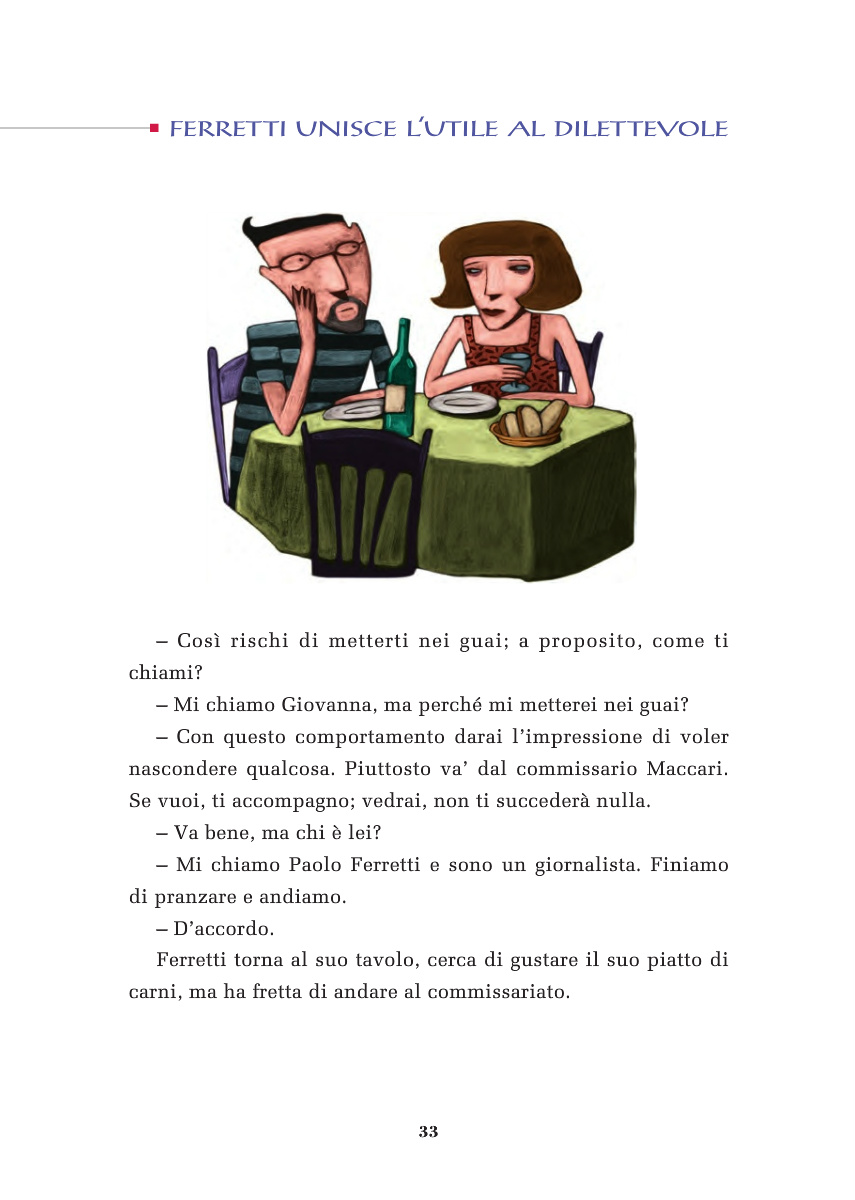 FERRETTI UNISCE L'UTILE AL DILETTEVOLE
– Così rischi di metterti nei guai; a proposito, come ti
chiami?
– Mi chiamo Giovanna, ma perché mi metterei nei guai?
– Con questo comportamento darai l'impressione di voler
nascondere qualcosa. Piuttosto va' dal commissario Maccari.
Se vuoi, ti accompagno; vedrai, non ti succederà nulla.
– Va bene, ma chi è lei?
– Mi chiamo Paolo Ferretti e sono un giornalista. Finiamo
di pranzare e andiamo.
– D'accordo.
Ferretti torna al suo tavolo, cerca di gustare il suo piatto di
carni, ma ha fretta di andare al commissariato.
33